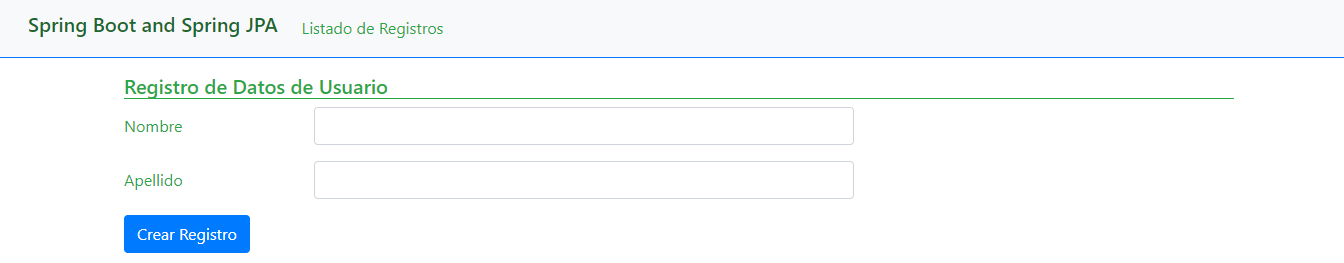 Spring Boot and Spring JPA Listado de Registros
Registro de Datos de Usuario
Nombre
Apellido
Crear Registro